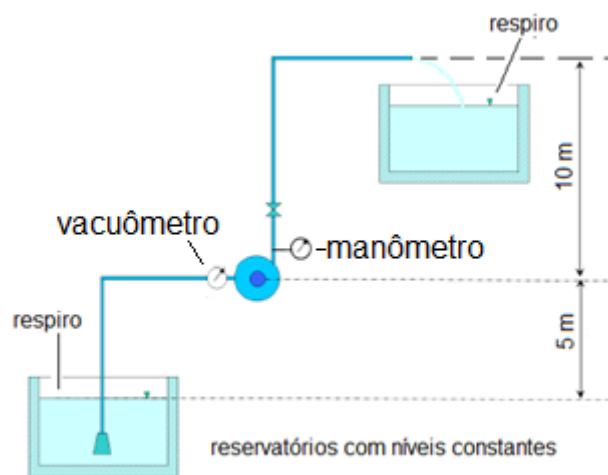 respiro
10 m
vacuômetro
manômetro
respiro
5 m
reservatórios com níveis constantes